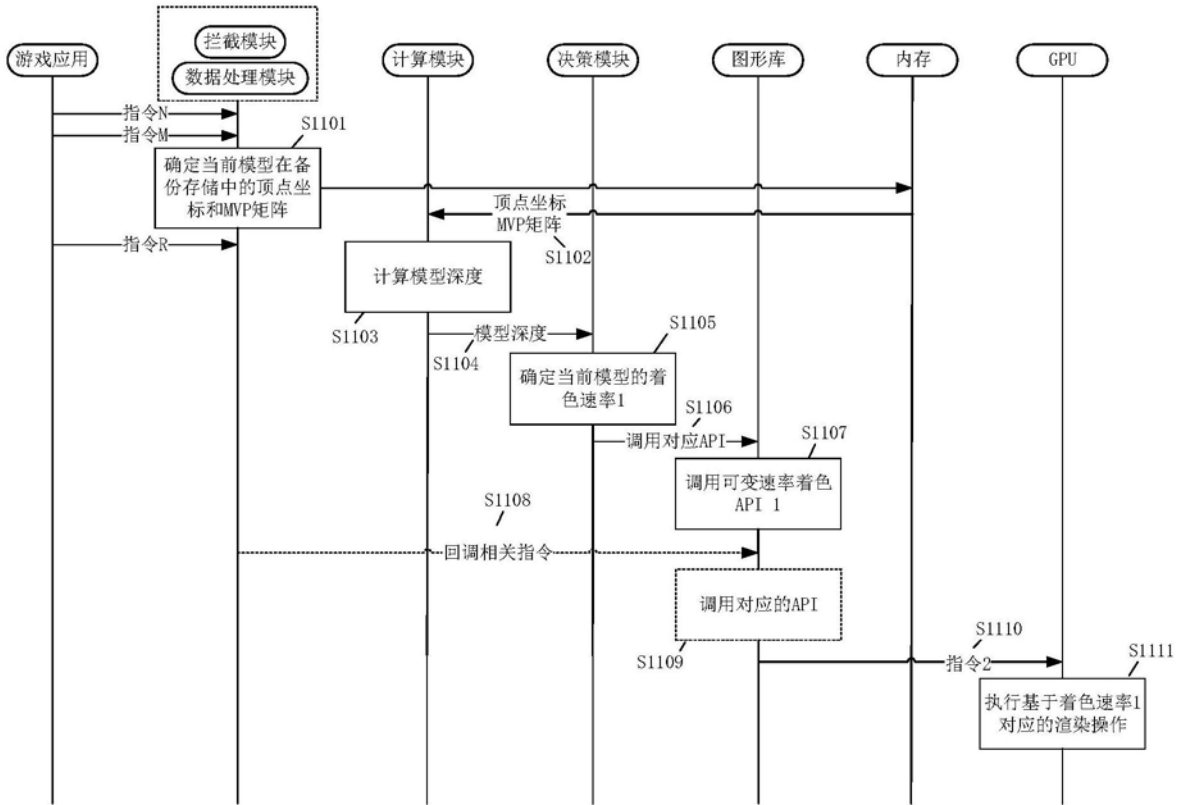 拦截模块
游戏应用
数据处理模块
计算模块
决策模块
图形库
内存
GPU
指令N
指令M
S1101
确定当前模型在备
份存储中的顶点坐
标和MVP矩阵
顶点坐标
MVP矩阵
指令R
S1102
计算模型深度
S1103
模型深度
S1104
S1105
确定当前模型的着
色速率1
S1106
调用对应API
S1107
调用可变速率着色
API 1
S1108
回调相关指令
调用对应的API
S1109
S1110
指令2
S1111
执行基于着色速率1
对应的渲染操作